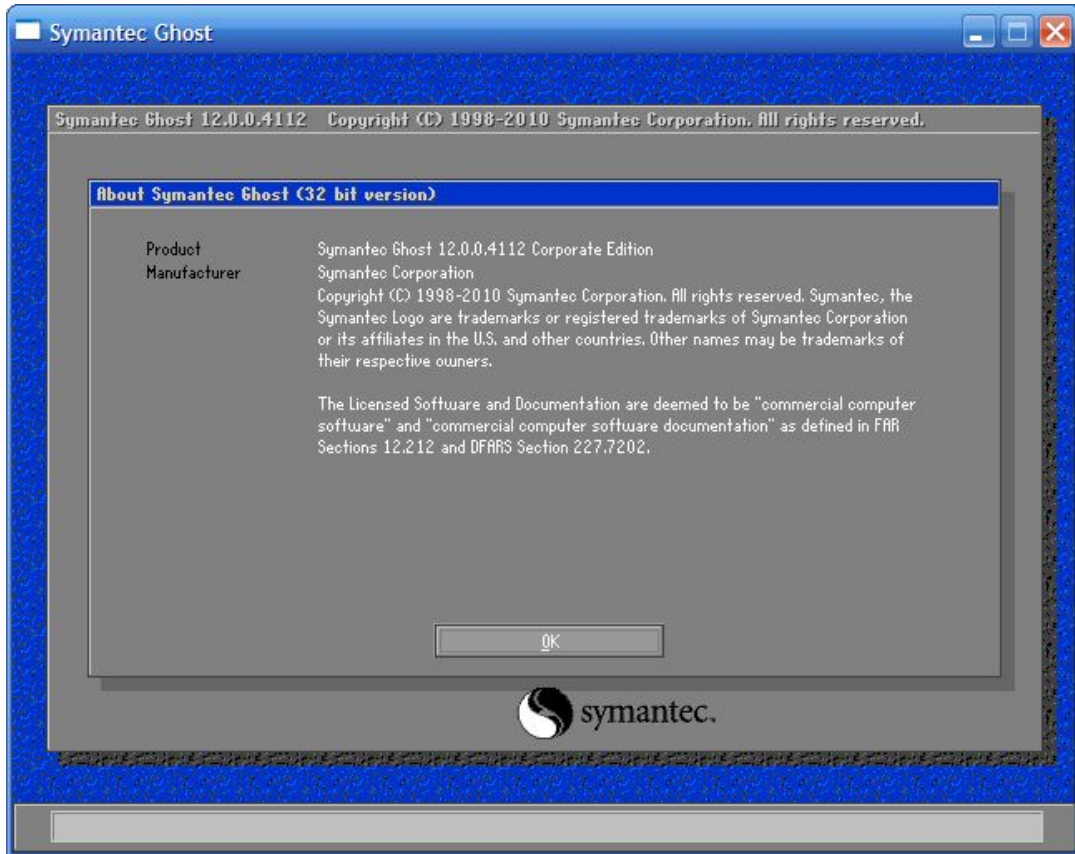 Symantec Ghost
Symantec Ghost 12.0.0.4112 Copyright (C) 1998-2010 Symantec Corporation. All rights reserved.
About Symantec Ghost (32 bit version)
Product Symantec Ghost 12.0.0.4112 Corporate Edition
Manufacturer Symantec Corporation
Copyright (C) 1998-2010 Symantec Corporation. All rights reserved. Symantec, the
Symantec Logo are trademarks or registered trademarks of Symantec Corporation
or its affiliates in the U.S. and other countries. Other names may be trademarks of
their respective owners.
The Licensed Software and Documentation are deemed to be "commercial computer
software" and "commercial computer software documentation" as defined in FAR
Sections 12.212 and DFARS Section 227.7202.
OK
symantec.